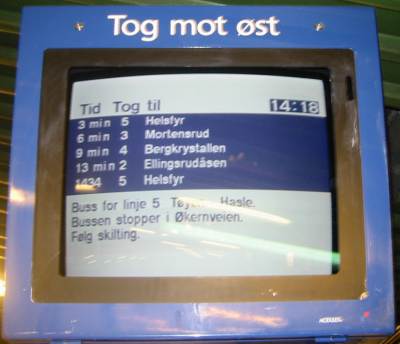 Tog mot øst
Tid Tog til 14:18
3 min 5 Helsfyr
6 min 3 Mortensrud
9 min 4 Bergkrystallen
13 min 2 Ellingsrudåsen
1434 5 Helsfyr
Buss for linje 5 Hasle.
Bussen stopper i Økernveien.
Følg skilting.